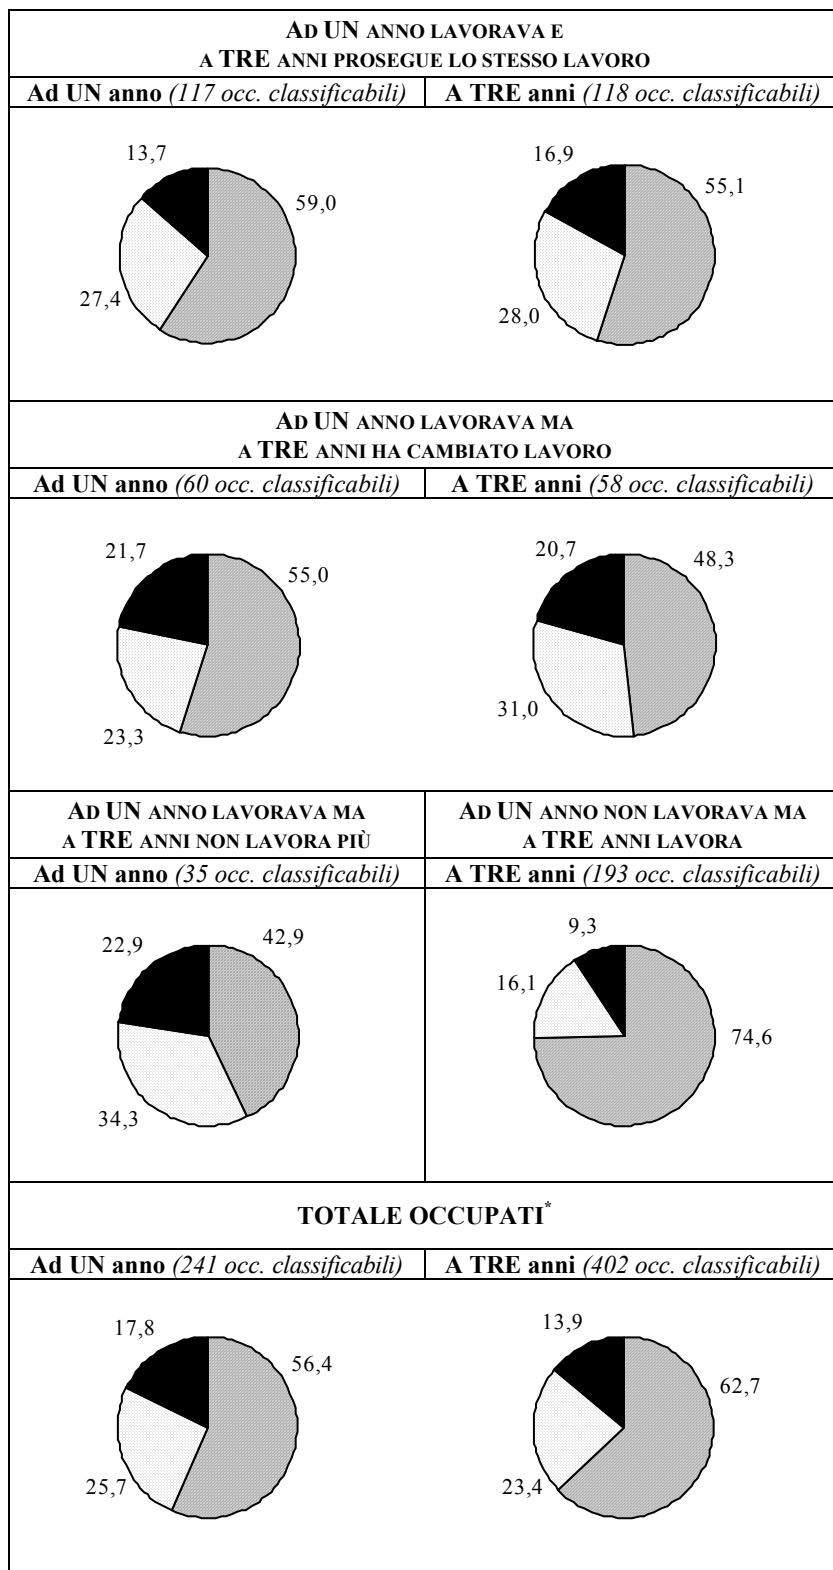 AD UN ANNO LAVORAVA E
A TRE ANNI PROSEGUE LO STESSO LAVORO
Ad UN anno (117 occ. classificabili) A TRE anni (118 occ. classificabili)
13,7 59,0 27,4
16,9 55,1 28,0
AD UN ANNO LAVORAVA MA
A TRE ANNI HA CAMBIATO LAVORO
Ad UN anno (60 occ. classificabili) A TRE anni (58 occ. classificabili)
21,7 55,0 23,3
20,7 48,3 31,0
AD UN ANNO LAVORAVA MA
A TRE ANNI NON LAVORA PIÙ
AD UN ANNO NON LAVORAVA MA
A TRE ANNI LAVORA
Ad UN anno (35 occ. classificabili) A TRE anni (193 occ. classificabili)
22,9 42,9 34,3
9,3 16,1 74,6
TOTALE OCCUPATI*
Ad UN anno (241 occ. classificabili) A TRE anni (402 occ. classificabili)
17,8 56,4 25,7
13,9 62,7 23,4